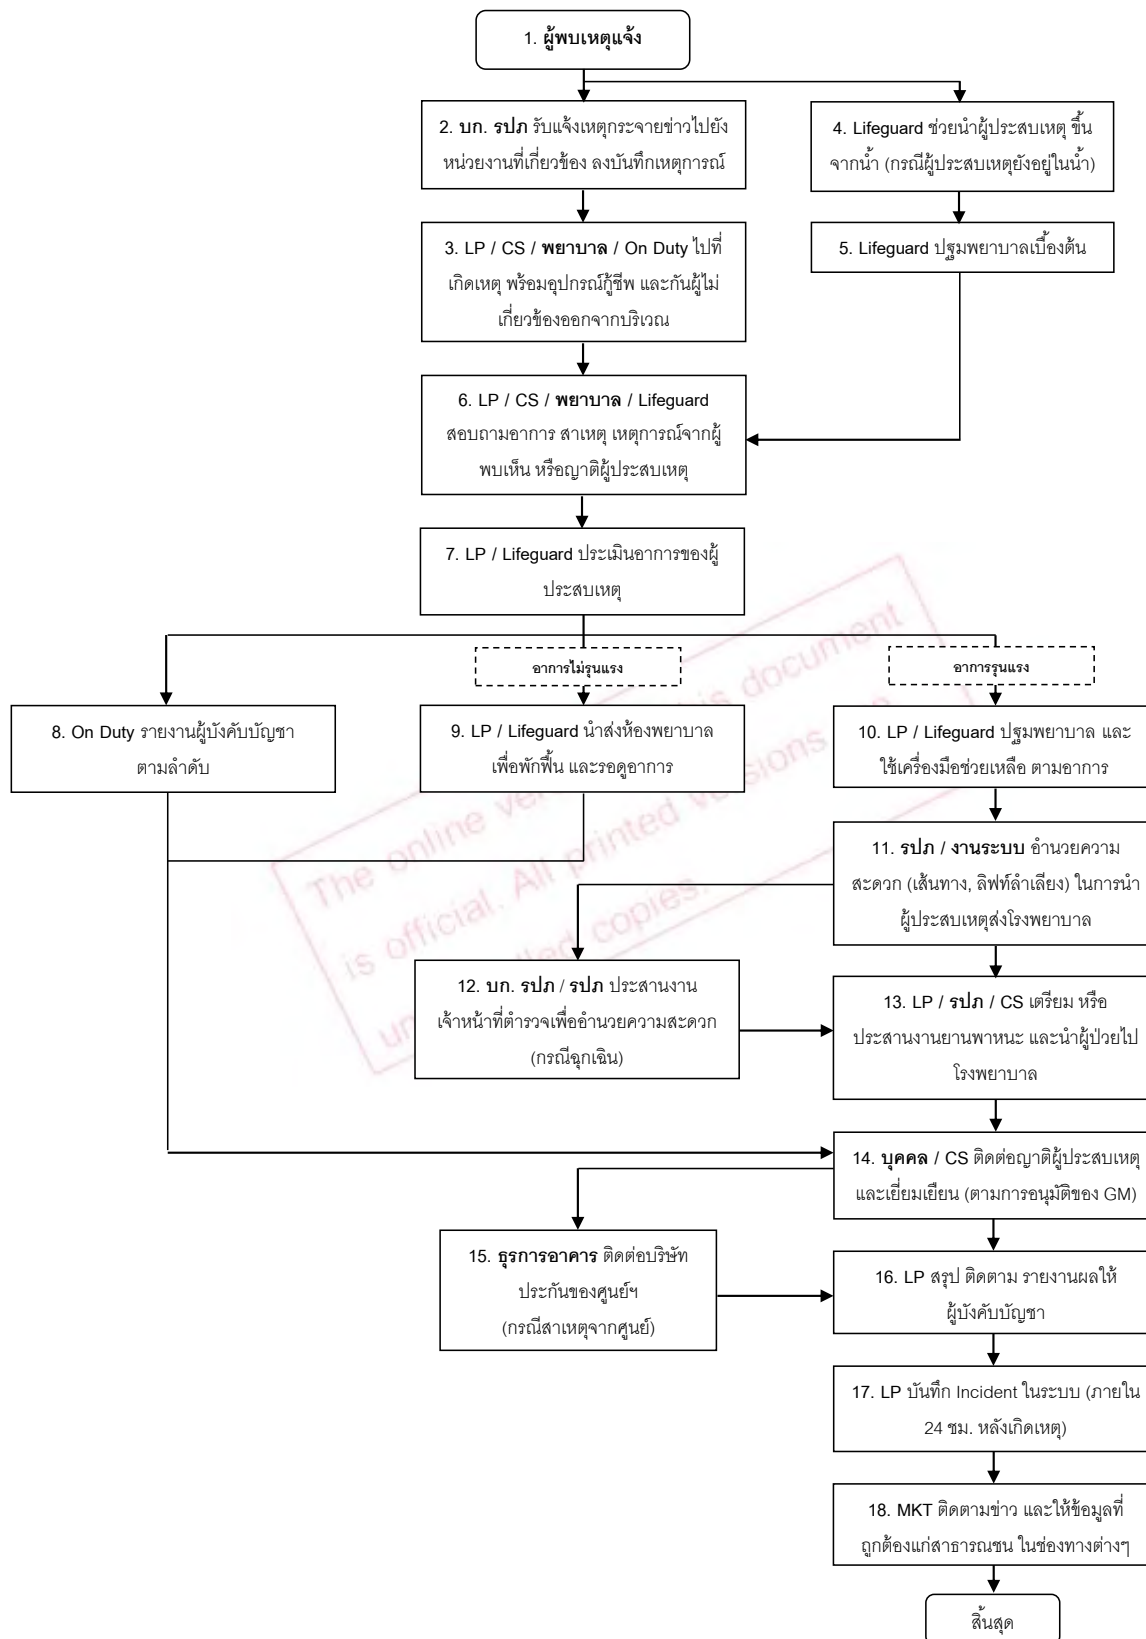 1. ผู้พบเหตุแจ้ง
2. บก. รปภ รับแจ้งเหตุกระจายข่าวไปยัง
หน่วยงานที่เกี่ยวข้อง ลงบันทึกเหตุการณ์
4. Lifeguard ช่วยนำผู้ประสบเหตุ ขึ้น
จากน้ำ (กรณีผู้ประสบเหตุยังอยู่ในน้ำ)
3. LP / CS / พยาบาล / On Duty ไปที่
เกิดเหตุ พร้อมอุปกรณ์กู้ชีพ และกันผู้ไม่
เกี่ยวข้องออกจากบริเวณ
5. Lifeguard ปฐมพยาบาลเบื้องต้น
6. LP / CS / พยาบาล / Lifeguard
สอบถามอาการ สาเหตุ เหตุการณ์จากผู้
พบเห็น หรือญาติผู้ประสบเหตุ
7. LP / Lifeguard ประเมินอาการของผู้
ประสบเหตุ
อาการไม่รุนแรง
อาการรุนแรง
8. On Duty รายงานผู้บังคับบัญชา
ตามลำดับ
9. LP / Lifeguard นำส่งห้องพยาบาล
เพื่อพักฟื้น และรอดูอาการ
10. LP / Lifeguard ปฐมพยาบาล และ
ใช้เครื่องมือช่วยเหลือ ตามอาการ
11. รปภ / งานระบบ อำนวยความ
สะดวก (เส้นทาง, ลิฟท์ลำเลียง) ในการนำ
ผู้ประสบเหตุส่งโรงพยาบาล
12. บก. รปภ / รปภ ประสานงาน
เจ้าหน้าที่ตำรวจเพื่ออำนวยความสะดวก
(กรณีฉุกเฉิน)
13. LP / รปภ / CS เตรียม หรือ
ประสานงานยานพาหนะ และนำผู้ป่วยไป
โรงพยาบาล
14. บุคคล / CS ติดต่อญาติผู้ประสบเหตุ
และเยี่ยมเยียน (ตามการอนุมัติของ GM)
15. ธุรการอาคาร ติดต่อบริษัท
ประกันของศูนย์ฯ
(กรณีสาเหตุจากศูนย์)
16. LP สรุป ติดตาม รายงานผลให้
ผู้บังคับบัญชา
17. LP บันทึก Incident ในระบบ (ภายใน
24 ชม. หลังเกิดเหตุ)
18. MKT ติดตามข่าว และให้ข้อมูลที่
ถูกต้องแก่สาธารณชน ในช่องทางต่างๆ
สิ้นสุด
The online document
is official. All printed versions
copies.